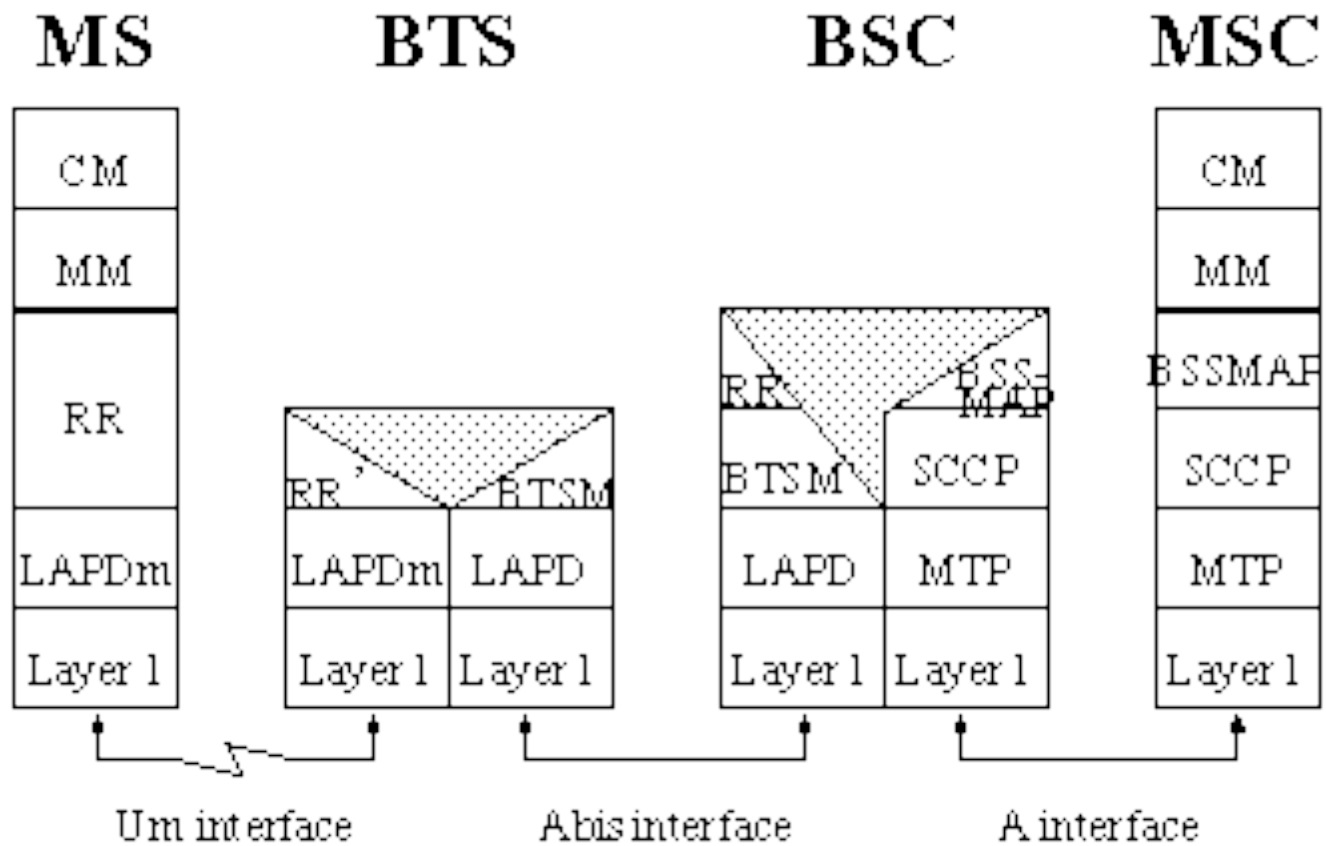 MS BTS BSC MSC
CM CM
MM MM
RR BSS- BSSMAP
MAP
RR
RR' BTSM BTSM SCCP SCCP
LAPDm LAPDm LAPD LAPD MTP MTP
Layer 1 Layer 1 Layer 1 Layer 1 Layer 1 Layer 1
Um interface Abis interface A interface